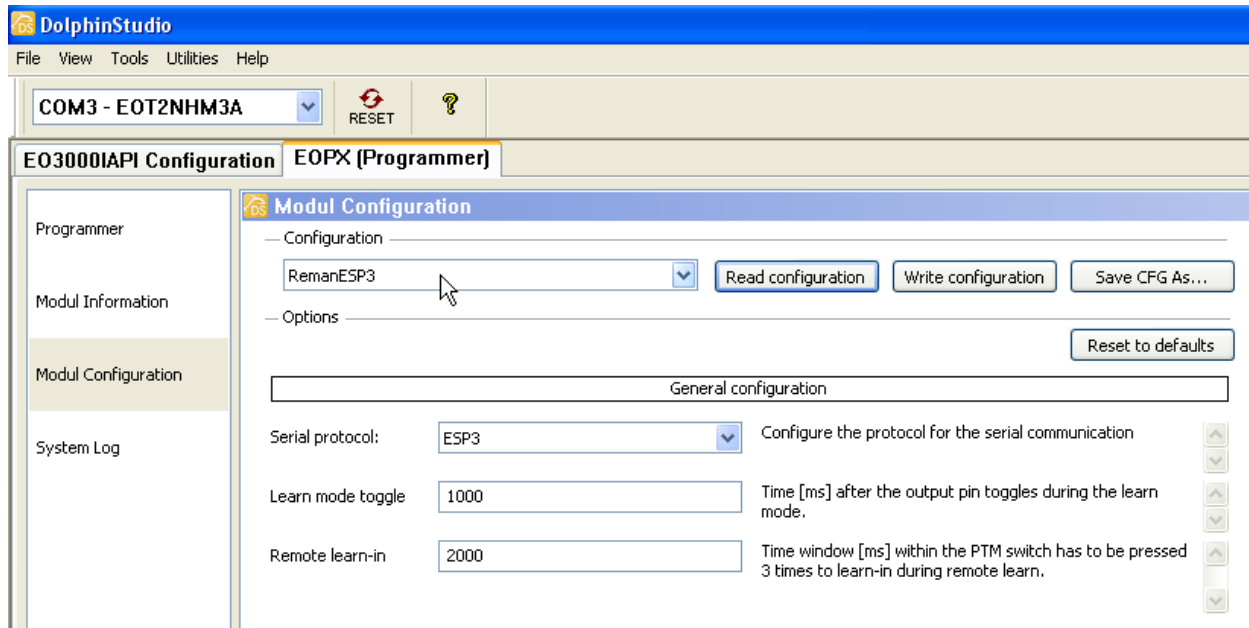 DolphinStudio
File View Tools Utilities Help
COM3 - EOT2NHM3A
RESET
?
EO3000IAPI Configuration EOPX (Programmer)
Programmer
Modul Information
Modul Configuration
System Log
DS Modul Configuration
Configuration
RemanESP3 Read configuration Write configuration Save CFG As...
Options
Reset to defaults
General configuration
Serial protocol: ESP3 Configure the protocol for the serial communication
Learn mode toggle 1000 Time [ms] after the output pin toggles during the learn
mode.
Remote learn-in 2000 Time window [ms] within the PTM switch has to be pressed
3 times to learn-in during remote learn.